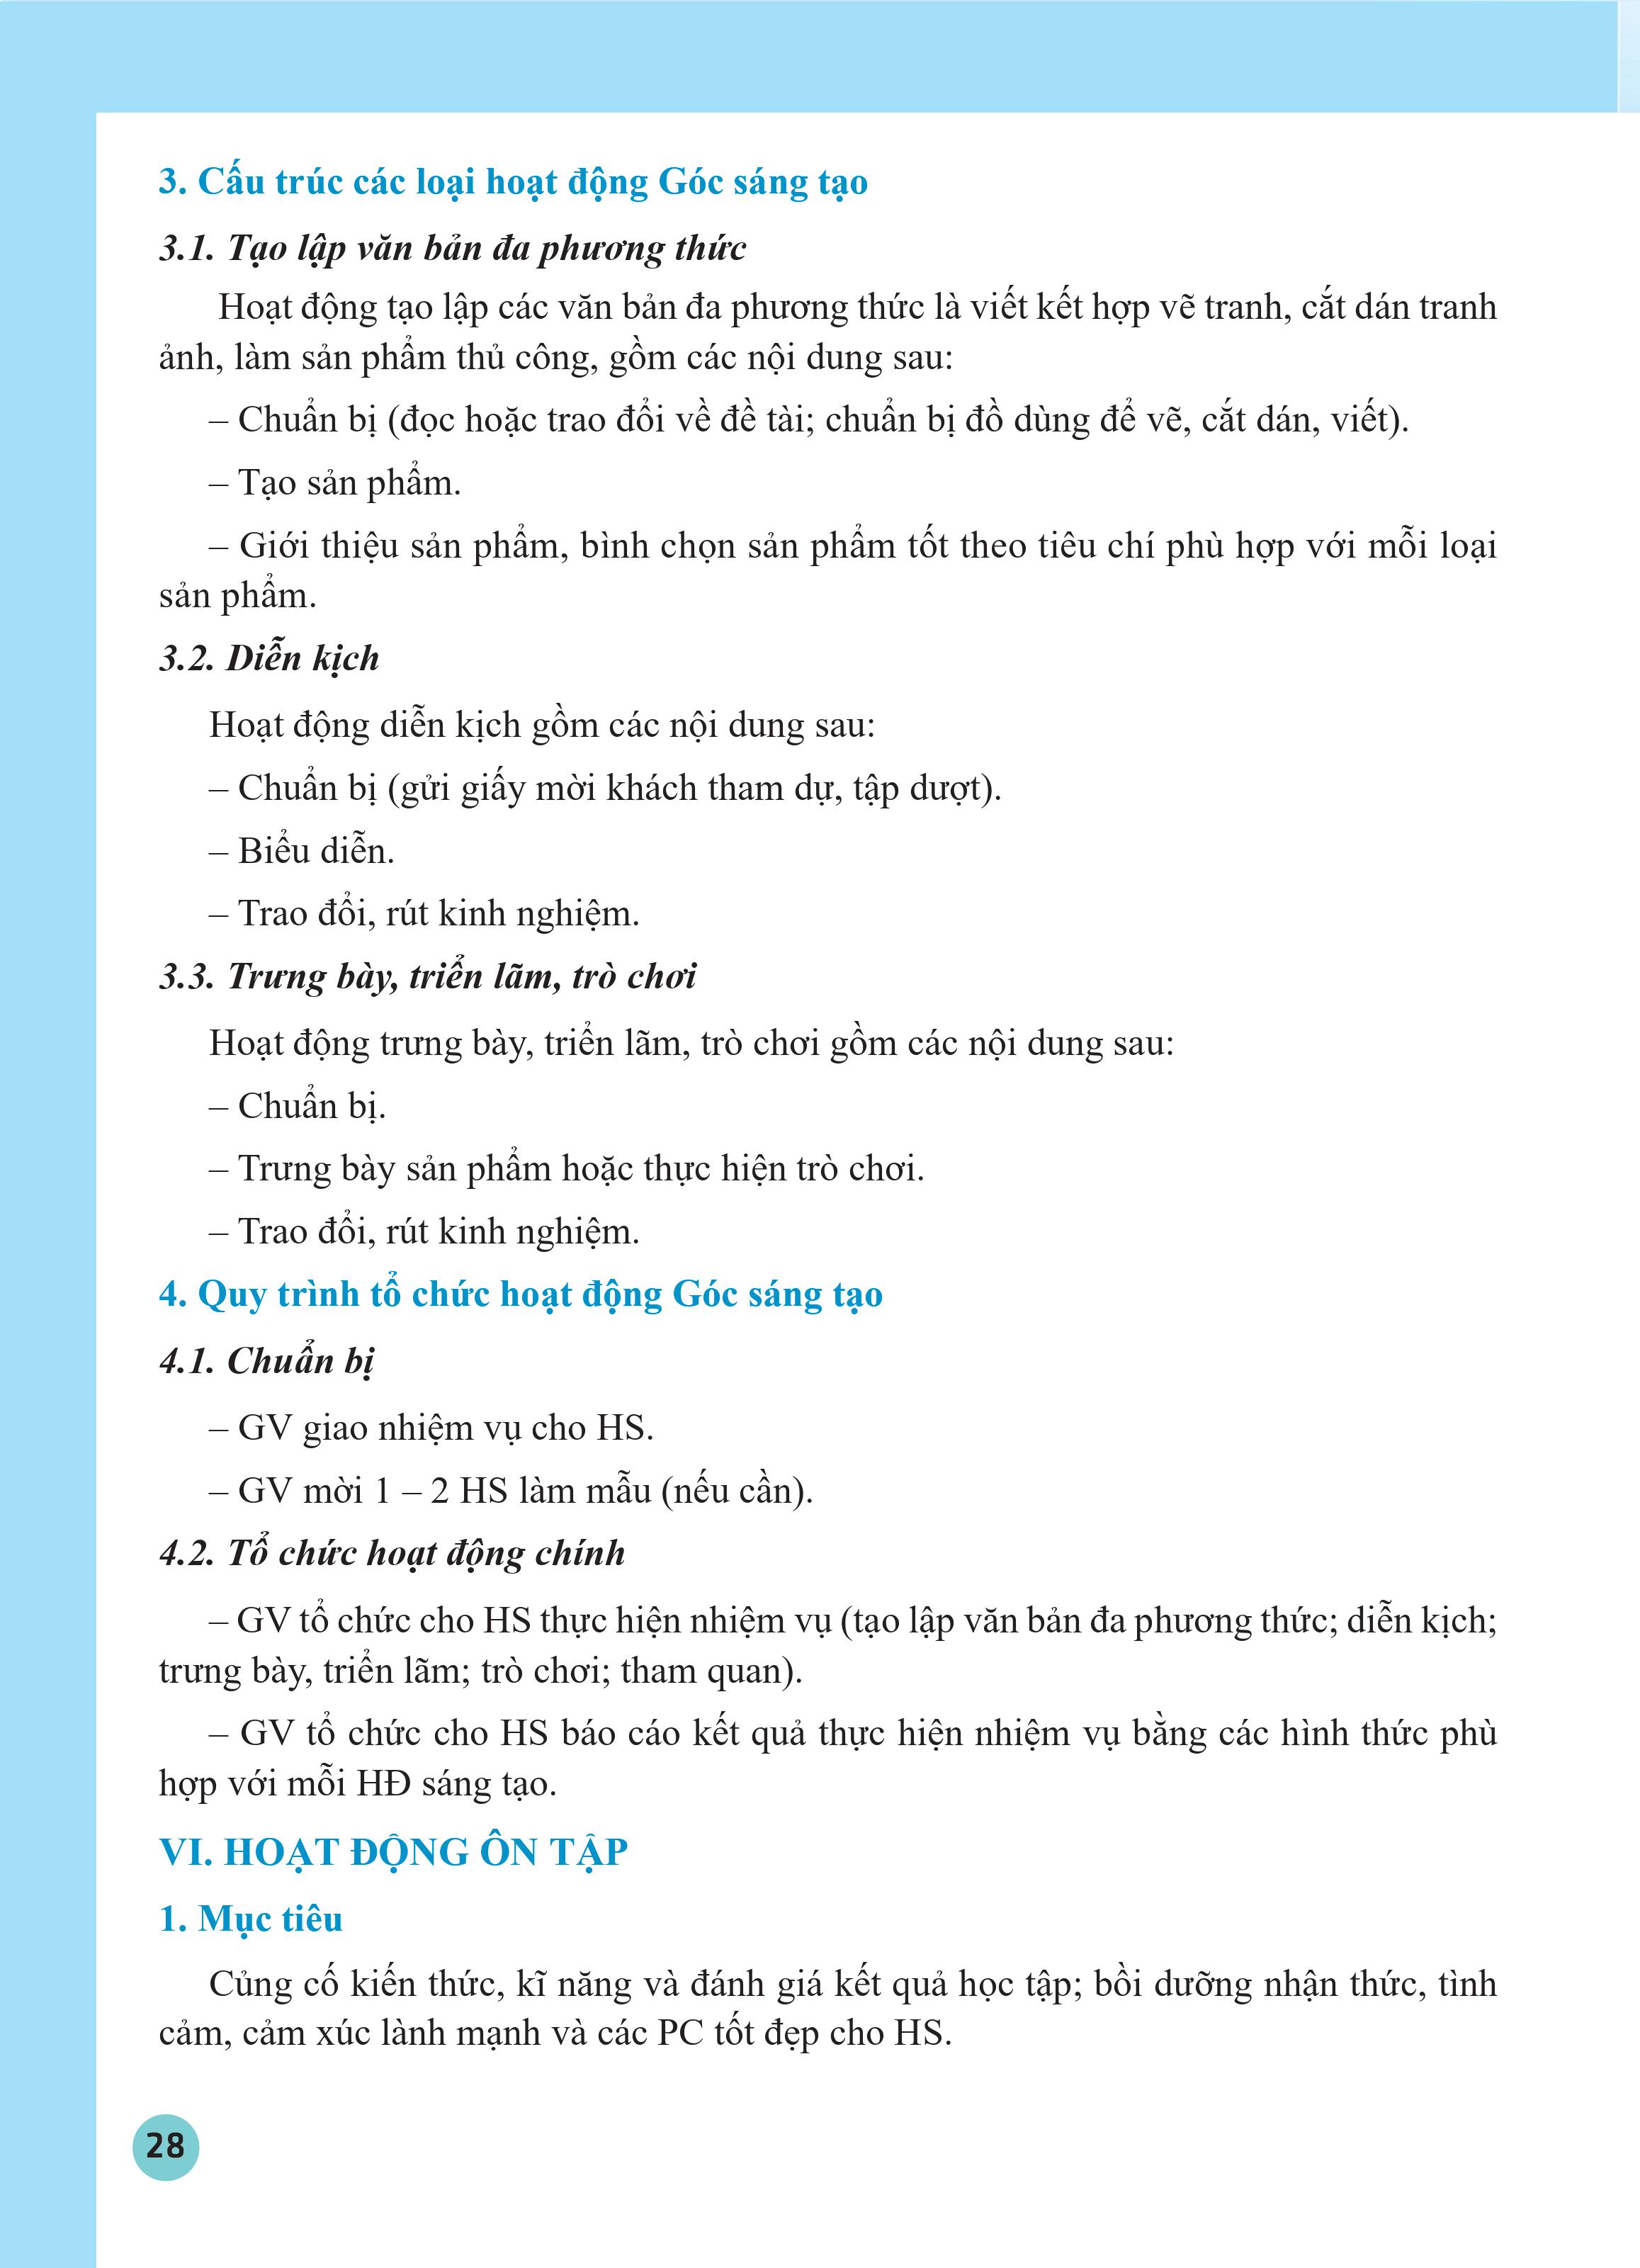 3. Cấu trúc các loại hoạt động Góc sáng tạo
3.1. Tạo lập văn bản đa phương thức
Hoạt động tạo lập các văn bản đa phương thức là viết kết hợp vẽ tranh, cắt dán tranh
ảnh, làm sản phẩm thủ công, gồm các nội dung sau:
– Chuẩn bị (đọc hoặc trao đổi về đề tài; chuẩn bị đồ dùng để vẽ, cắt dán, viết).
– Tạo sản phẩm.
– Giới thiệu sản phẩm, bình chọn sản phẩm tốt theo tiêu chí phù hợp với mỗi loại
sản phẩm.
3.2. Diễn kịch
Hoạt động diễn kịch gồm các nội dung sau:
– Chuẩn bị (gửi giấy mời khách tham dự, tập dượt).
– Biểu diễn.
– Trao đổi, rút kinh nghiệm.
3.3. Trưng bày, triển lãm, trò chơi
Hoạt động trưng bày, triển lãm, trò chơi gồm các nội dung sau:
– Chuẩn bị.
– Trưng bày sản phẩm hoặc thực hiện trò chơi.
– Trao đổi, rút kinh nghiệm.
4. Quy trình tổ chức hoạt động Góc sáng tạo
4.1. Chuẩn bị
– GV giao nhiệm vụ cho HS.
– GV mời 1 – 2 HS làm mẫu (nếu cần).
4.2. Tổ chức hoạt động chính
– GV tổ chức cho HS thực hiện nhiệm vụ (tạo lập văn bản đa phương thức; diễn kịch;
trưng bày, triển lãm; trò chơi; tham quan).
– GV tổ chức cho HS báo cáo kết quả thực hiện nhiệm vụ bằng các hình thức phù
hợp với mỗi HĐ sáng tạo.
VI. HOẠT ĐỘNG ÔN TẬP
1. Mục tiêu
Củng cố kiến thức, kĩ năng và đánh giá kết quả học tập; bồi dưỡng nhận thức, tình
cảm, cảm xúc lành mạnh và các PC tốt đẹp cho HS.
28